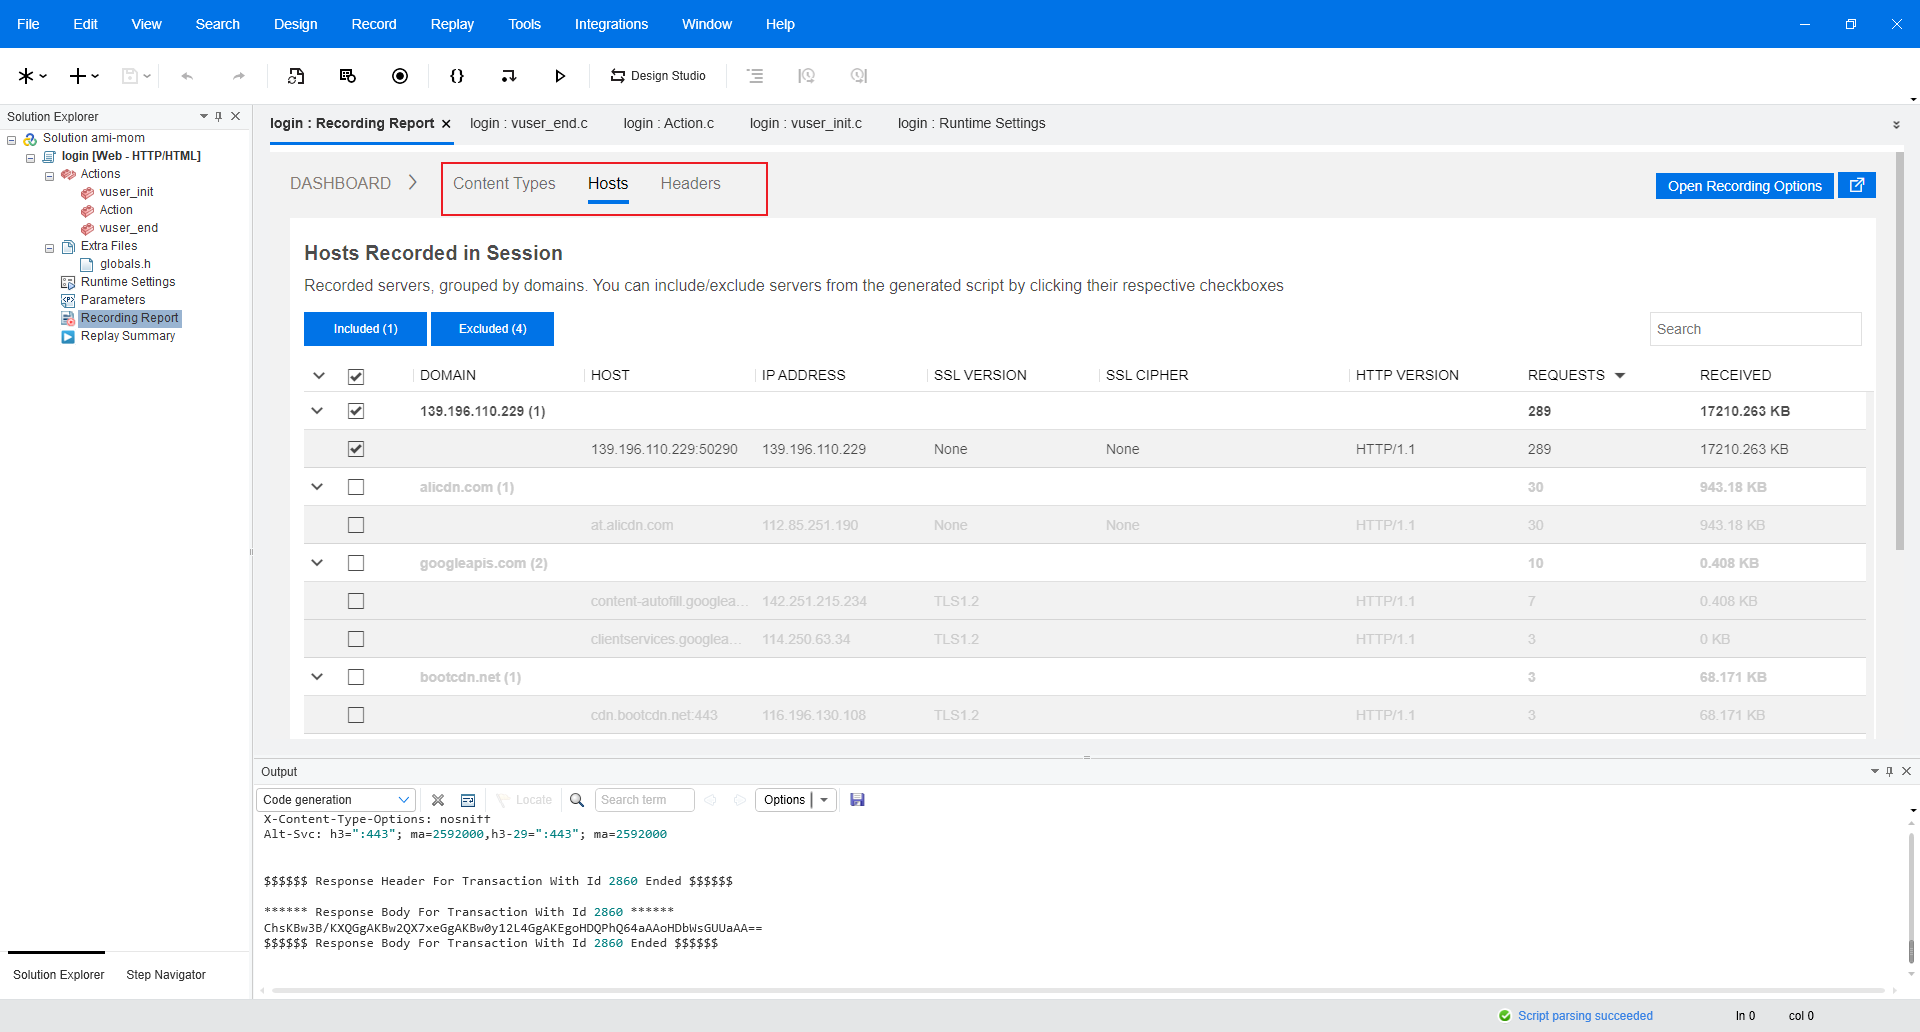 File Edit View Search Design Record Replay Tools Integrations Window Help
Design Studio
Solution Explorer
Solution ami-mom
login [Web - HTTP/HTML]
Actions
vuser_init
Action
vuser_end
Extra Files
globals.h
Runtime Settings
Parameters
Recording Report
Replay Summary
Solution Explorer Step Navigator
login : Recording Report login : vuser_end.c login : Action.c login : vuser_init.c login : Runtime Settings
DASHBOARD Content Types Hosts Headers
Open Recording Options
Hosts Recorded in Session
Recorded servers, grouped by domains. You can include/exclude servers from the generated script by clicking their respective checkboxes
Included (1) Excluded (4) Search
DOMAIN HOST IP ADDRESS SSL VERSION SSL CIPHER HTTP VERSION REQUESTS RECEIVED
139.196.110.229 (1) 289 17210.263 KB
139.196.110.229:50290 139.196.110.229 None None HTTP/1.1 289 17210.263 KB
alicdn.com (1) 30 943.18 KB
at.alicdn.com 112.85.251.190 None None HTTP/1.1 30 943.18 KB
googleapis.com (2) 10 0.408 KB
content-autofill.googlea... 142.251.215.234 TLS1.2 HTTP/1.1 7 0.408 KB
clientservices.googlea... 114.250.63.34 TLS1.2 HTTP/1.1 3 0 KB
bootcdn.net (1) 3 68.171 KB
cdn.bootcdn.net:443 116.196.130.108 TLS1.2 HTTP/1.1 3 68.171 KB
Output
Code generation Locate Search term Options
X-Content-Type-Options: nosniff
Alt-Svc: h3=":443"; ma=2592000,h3-29=":443"; ma=2592000
$$$$$$ Response Header For Transaction With Id 2860 Ended $$$$$$
****** Response Body For Transaction With Id 2860 ******
ChsKBw3B/KXQGgAKBw2QX7xeGgAKBw0y12L4GgAKEgoHDQPhQ64aAAoHDbWsGUUaAA==
$$$$$$ Response Body For Transaction With Id 2860 Ended $$$$$$
Script parsing succeeded ln 0 col 0